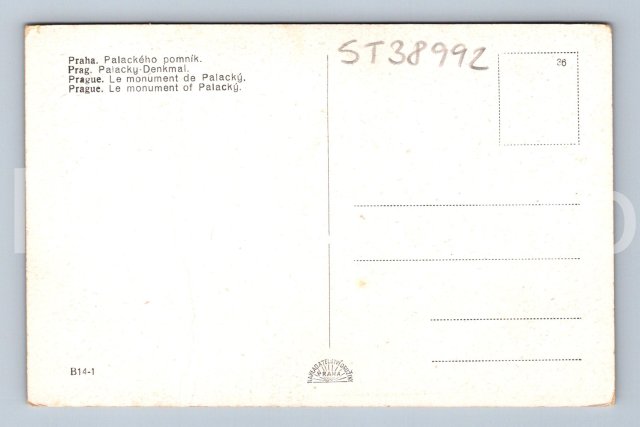 Praha. Palackého pomník.
Prag. Palacky-Denkmal.
Prague. Le monument de Palacký.
Prague. Le monument of Palacký.
ST38992
36
B14-1
PRAHA